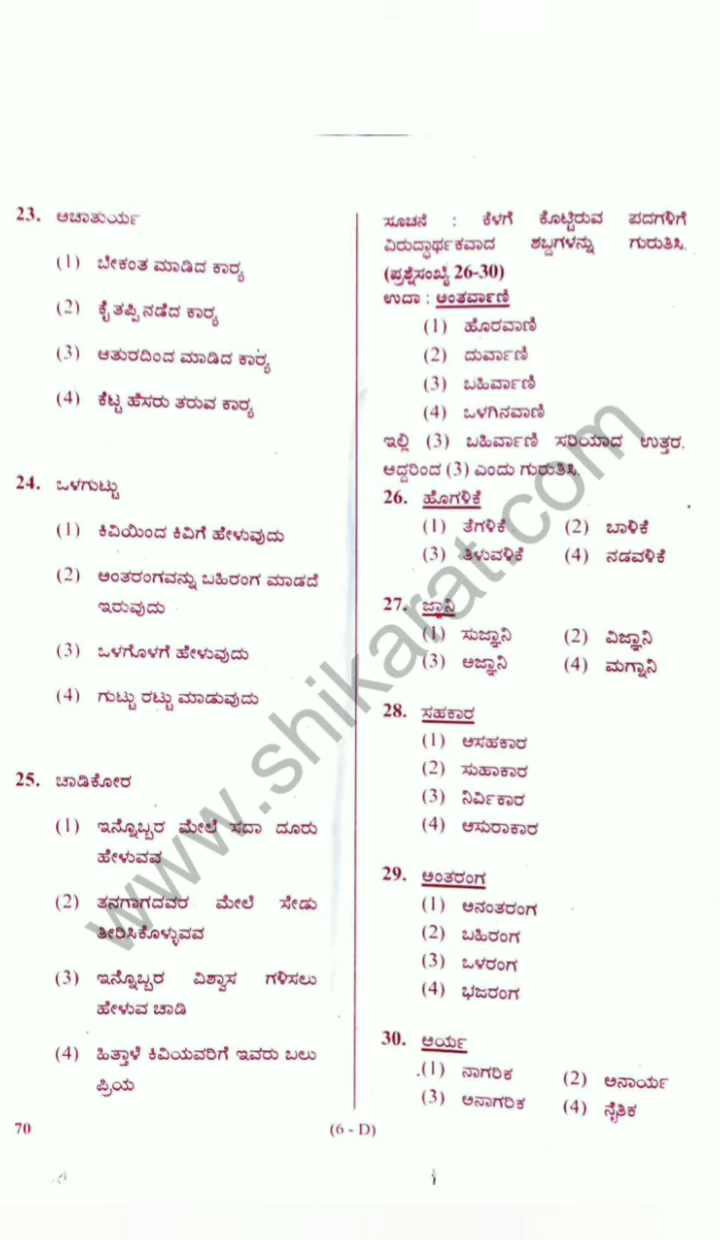 23. ಅಚಾತುರ್ಯ
(1) ಬೇಕಂತ ಮಾಡಿದ ಕಾರ್‍ಯ
(2) ಕೈ ತಪ್ಪಿ ನಡೆದ ಕಾರ್‍ಯ
(3) ಆತುರದಿಂದ ಮಾಡಿದ ಕಾರ್‍ಯ
(4) ಕೆಟ್ಟ ಹೆಸರು ತರುವ ಕಾರ್‍ಯ
24. ಒಳಗುಟ್ಟು
(1) ಕಿವಿಯಿಂದ ಕಿವಿಗೆ ಹೇಳುವುದು
(2) ಅಂತರಂಗವನ್ನು ಬಹಿರಂಗ ಮಾಡದೆ
ಇರುವುದು
(3) ಒಳಗೊಳಗೆ ಹೇಳುವುದು
(4) ಗುಟ್ಟು ರಟ್ಟು ಮಾಡುವುದು
25. ಚಾಡಿಕೋರ
(1) ಇನ್ನೊಬ್ಬರ ಮೇಲೆ ಸದಾ ದೂರು
ಹೇಳುವವ
(2) ತನಗಾಗದವರ ಮೇಲೆ ಸೇಡು
ತೀರಿಸಿಕೊಳ್ಳುವವ
(3) ಇನ್ನೊಬ್ಬರ ವಿಶ್ವಾಸ ಗಳಿಸಲು
ಹೇಳುವ ಚಾಡಿ
(4) ಹಿತ್ತಾಳೆ ಕಿವಿಯವರಿಗೆ ಇವರು ಬಲು
ಪ್ರಿಯ
ಸೂಚನೆ : ಕೆಳಗೆ ಕೊಟ್ಟಿರುವ ಪದಗಳಿಗೆ
ವಿರುದ್ಧಾರ್ಥಕವಾದ ಶಬ್ದಗಳನ್ನು ಗುರುತಿಸಿ.
(ಪ್ರಶ್ನೆಸಂಖ್ಯೆ 26-30)
ಉದಾ : ಅಂತರ್ವಾಣಿ
(1) ಹೊರವಾಣಿ
(2) ದುರ್ವಾಣಿ
(3) ಬಹಿರ್ವಾಣಿ
(4) ಒಳಗಿನವಾಣಿ
ಇಲ್ಲಿ (3) ಬಹಿರ್ವಾಣಿ ಸರಿಯಾದ ಉತ್ತರ.
ಆದ್ದರಿಂದ (3) ಎಂದು ಗುರುತಿಸಿ.
26. ಹೊಗಳಿಕೆ
(1) ತೆಗಳಿಕೆ (2) ಬಾಳಿಕೆ
(3) ತಿಳುವಳಿಕೆ (4) ನಡವಳಿಕೆ
27. ಜ್ಞಾನಿ
(1) ಸುಜ್ಞಾನಿ (2) ವಿಜ್ಞಾನಿ
(3) ಅಜ್ಞಾನಿ (4) ಮಗ್ನಾನಿ
28. ಸಹಕಾರ
(1) ಅಸಹಕಾರ
(2) ಸುಹಾಕಾರ
(3) ನಿರ್ವಿಕಾರ
(4) ಅಸುರಾಕಾರ
29. ಅಂತರಂಗ
(1) ಅನಂತರಂಗ
(2) ಬಹಿರಂಗ
(3) ಒಳರಂಗ
(4) ಭಜರಂಗ
30. ಆರ್ಯ
(1) ನಾಗರಿಕ (2) ಅನಾರ್ಯ
(3) ಅನಾಗರಿಕ (4) ನೈತಿಕ
70 (6 - D)
www.shikarat.com